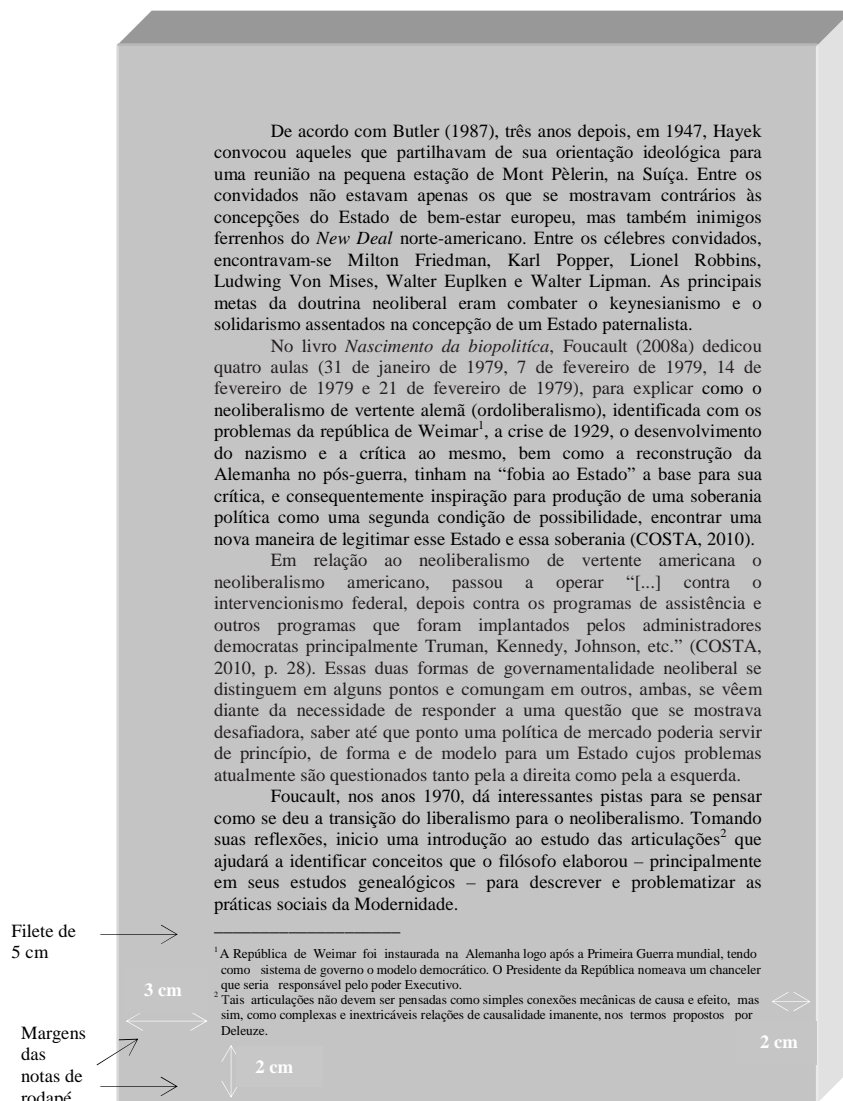 De acordo com Butler (1987), três anos depois, em 1947, Hayek
convocou aqueles que partilhavam de sua orientação ideológica para
uma reunião na pequena estação de Mont Pèlerin, na Suíça. Entre os
convidados não estavam apenas os que se mostravam contrários às
concepções do Estado de bem-estar europeu, mas também inimigos
ferrenhos do New Deal norte-americano. Entre os célebres convidados,
encontravam-se Milton Friedman, Karl Popper, Lionel Robbins,
Ludwing Von Mises, Walter Euplken e Walter Lipman. As principais
metas da doutrina neoliberal eram combater o keynesianismo e o
solidarismo assentados na concepção de um Estado paternalista.
No livro Nascimento da biopolitíca, Foucault (2008a) dedicou
quatro aulas (31 de janeiro de 1979, 7 de fevereiro de 1979, 14 de
fevereiro de 1979 e 21 de fevereiro de 1979), para explicar como o
neoliberalismo de vertente alemã (ordoliberalismo), identificada com os
problemas da república de Weimar¹, a crise de 1929, o desenvolvimento
do nazismo e a crítica ao mesmo, bem como a reconstrução da
Alemanha no pós-guerra, tinham na “fobia ao Estado” a base para sua
crítica, e consequentemente inspiração para produção de uma soberania
política como uma segunda condição de possibilidade, encontrar uma
nova maneira de legitimar esse Estado e essa soberania (COSTA, 2010).
Em relação ao neoliberalismo de vertente americana o
neoliberalismo americano, passou a operar “[...] contra o
intervencionismo federal, depois contra os programas de assistência e
outros programas que foram implantados pelos administradores
democratas principalmente Truman, Kennedy, Johnson, etc.” (COSTA,
2010, p. 28). Essas duas formas de governamentalidade neoliberal se
distinguem em alguns pontos e comungam em outros, ambas, se vêem
diante da necessidade de responder a uma questão que se mostrava
desafiadora, saber até que ponto uma política de mercado poderia servir
de princípio, de forma e de modelo para um Estado cujos problemas
atualmente são questionados tanto pela a direita como pela a esquerda.
Foucault, nos anos 1970, dá interessantes pistas para se pensar
como se deu a transição do liberalismo para o neoliberalismo. Tomando
suas reflexões, inicio uma introdução ao estudo das articulações² que
ajudará a identificar conceitos que o filósofo elaborou – principalmente
em seus estudos genealógicos – para descrever e problematizar as
práticas sociais da Modernidade.
Filete de
5 cm
¹ A República de Weimar foi instaurada na Alemanha logo após a Primeira Guerra mundial, tendo
como sistema de governo o modelo democrático. O Presidente da República nomeava um chanceler
que seria responsável pelo poder Executivo.
² Tais articulações não devem ser pensadas como simples conexões mecânicas de causa e efeito, mas
sim, como complexas e inextricáveis relações de causalidade imanente, nos termos propostos por
Deleuze.
3 cm
2 cm
2 cm
Margens
das
notas de
rodapé